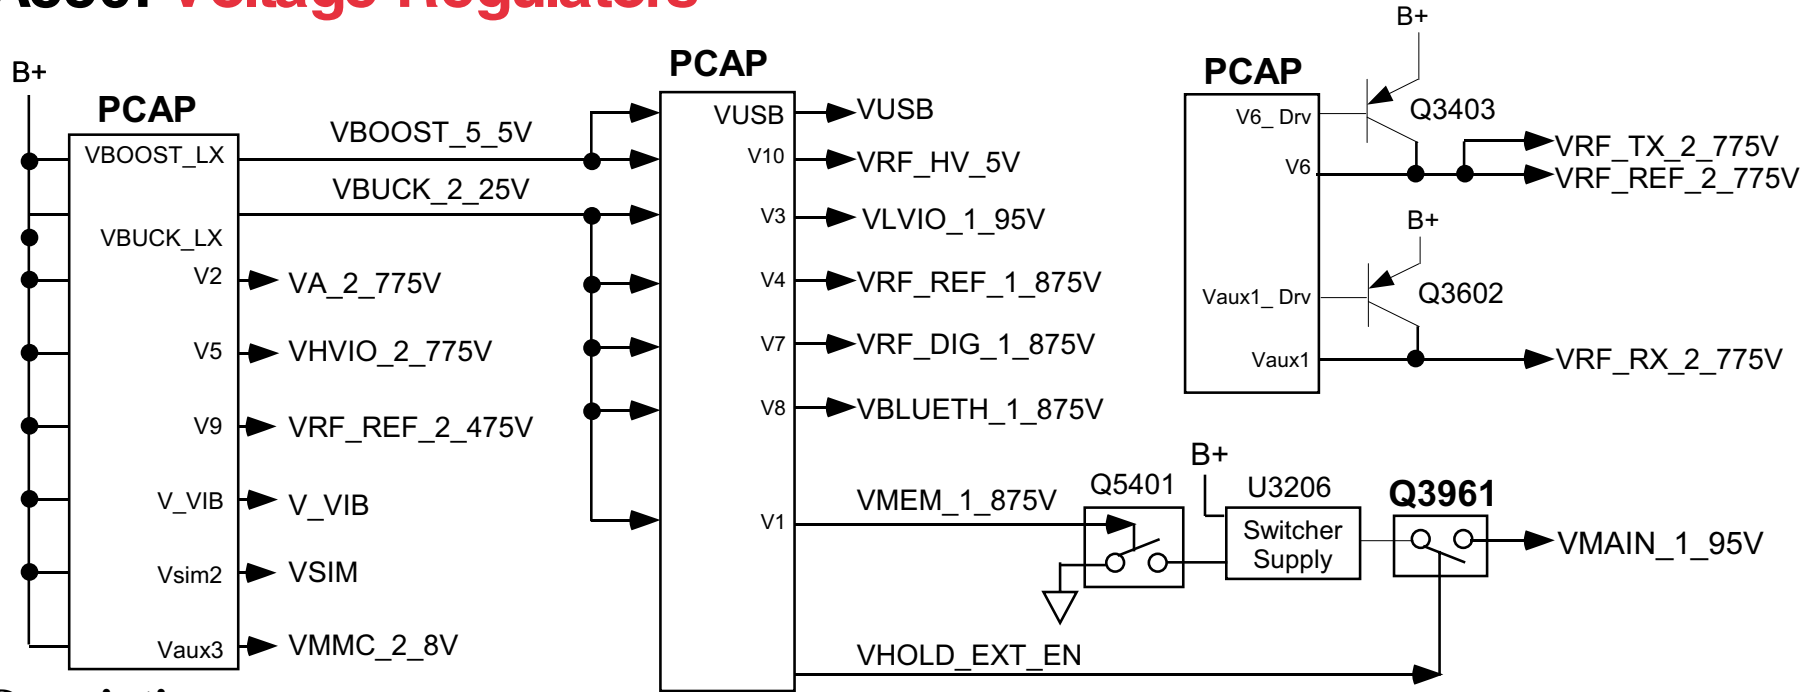 Voltage Regulators
B+
PCAP
VBOOST_LX
VBUCK_LX
V2
V5
V9
V_VIB
Vsim2
Vaux3
VBOOST_5_5V
VBUCK_2_25V
VA_2_775V
VHVIO_2_775V
VRF_REF_2_475V
V_VIB
VSIM
VMMC_2_8V
PCAP
VUSB
V10
V3
V4
V7
V8
V1
VUSB
VRF_HV_5V
VLVIO_1_95V
VRF_REF_1_875V
VRF_DIG_1_875V
VBLUETH_1_875V
VMEM_1_875V
VHOLD_EXT_EN
PCAP
V6_ Drv
V6
Vaux1_ Drv
Vaux1
B+
Q3403
VRF_TX_2_775V
VRF_REF_2_775V
B+
Q3602
VRF_RX_2_775V
Q5401
B+
U3206
Switcher
Supply
Q3961
VMAIN_1_95V